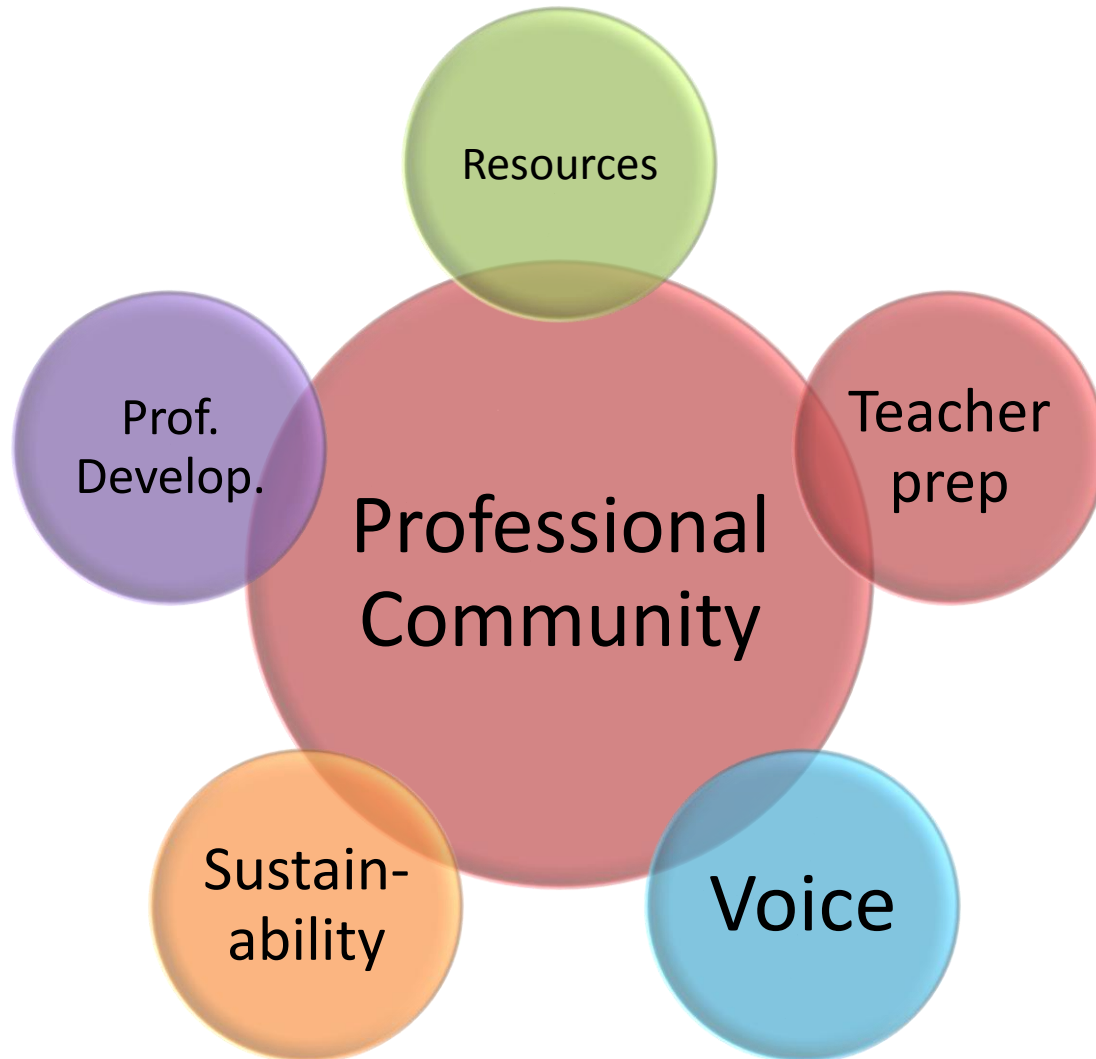 Resources
Prof.
Develop.
Teacher
prep
Professional
Community
Sustain-
ability
Voice